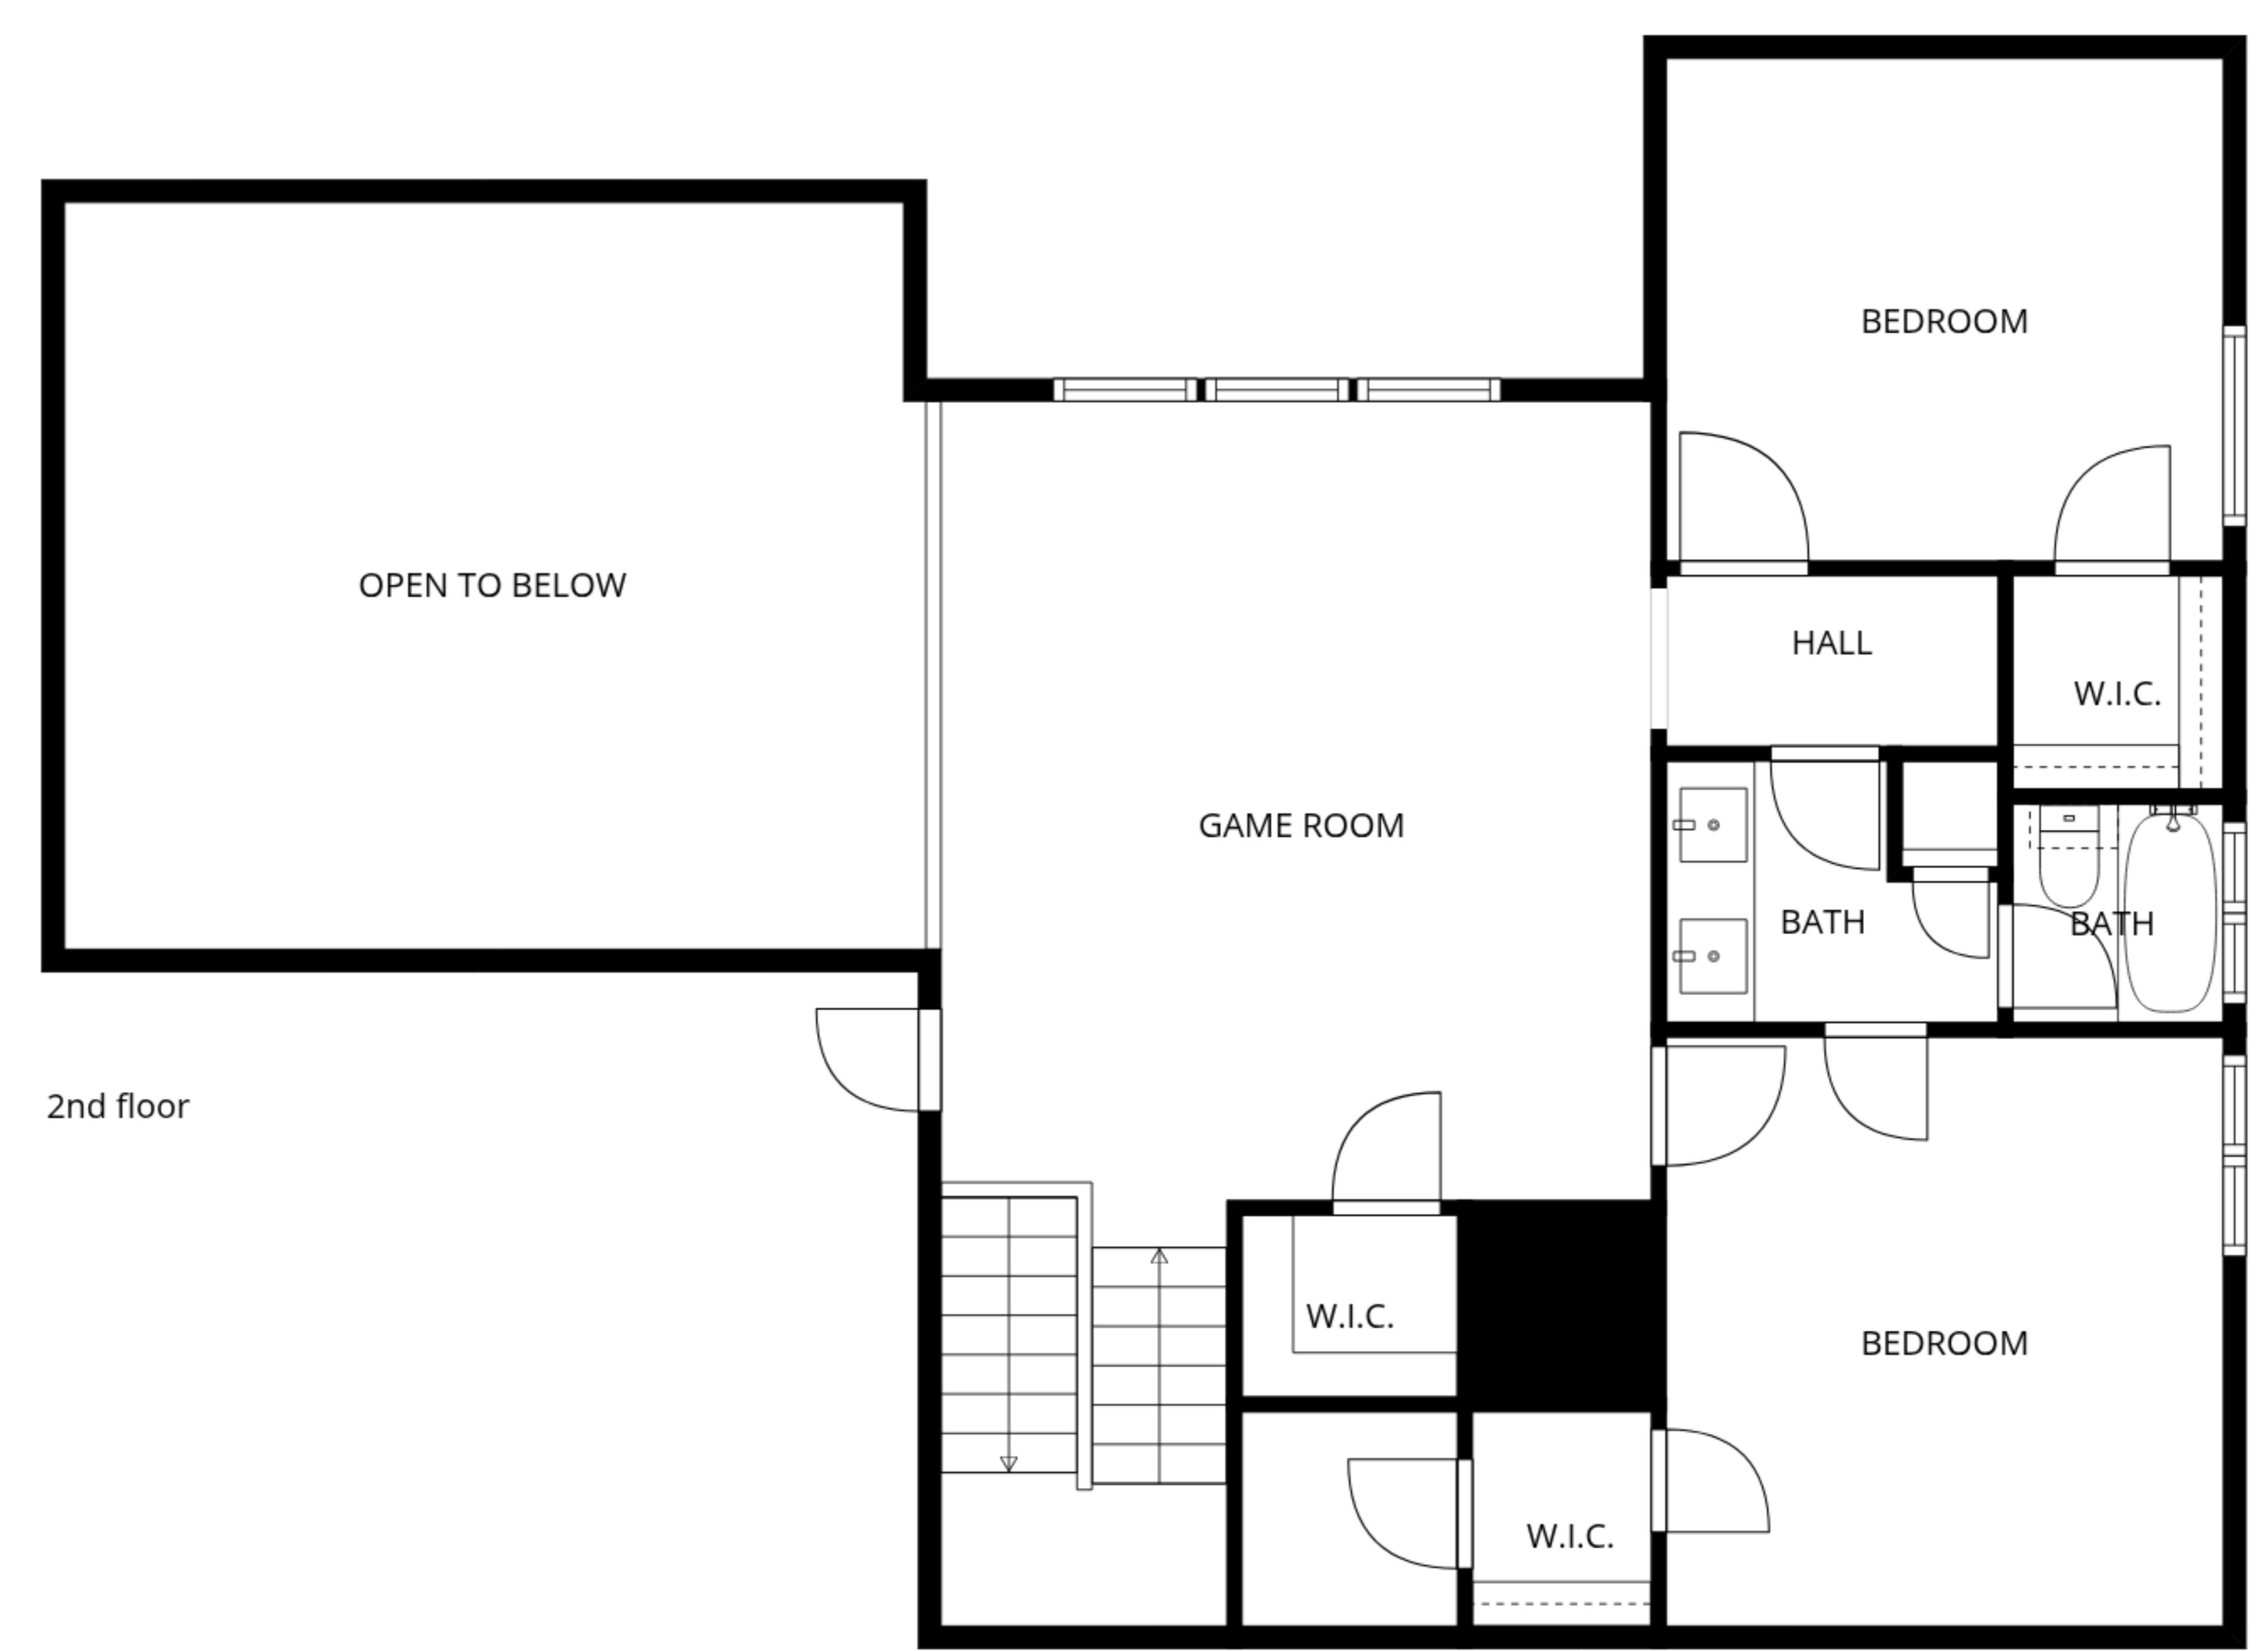 BEDROOM
OPEN TO BELOW
HALL
W.I.C.
GAME ROOM
BATH
BATH
2nd floor
W.I.C.
BEDROOM
W.I.C.